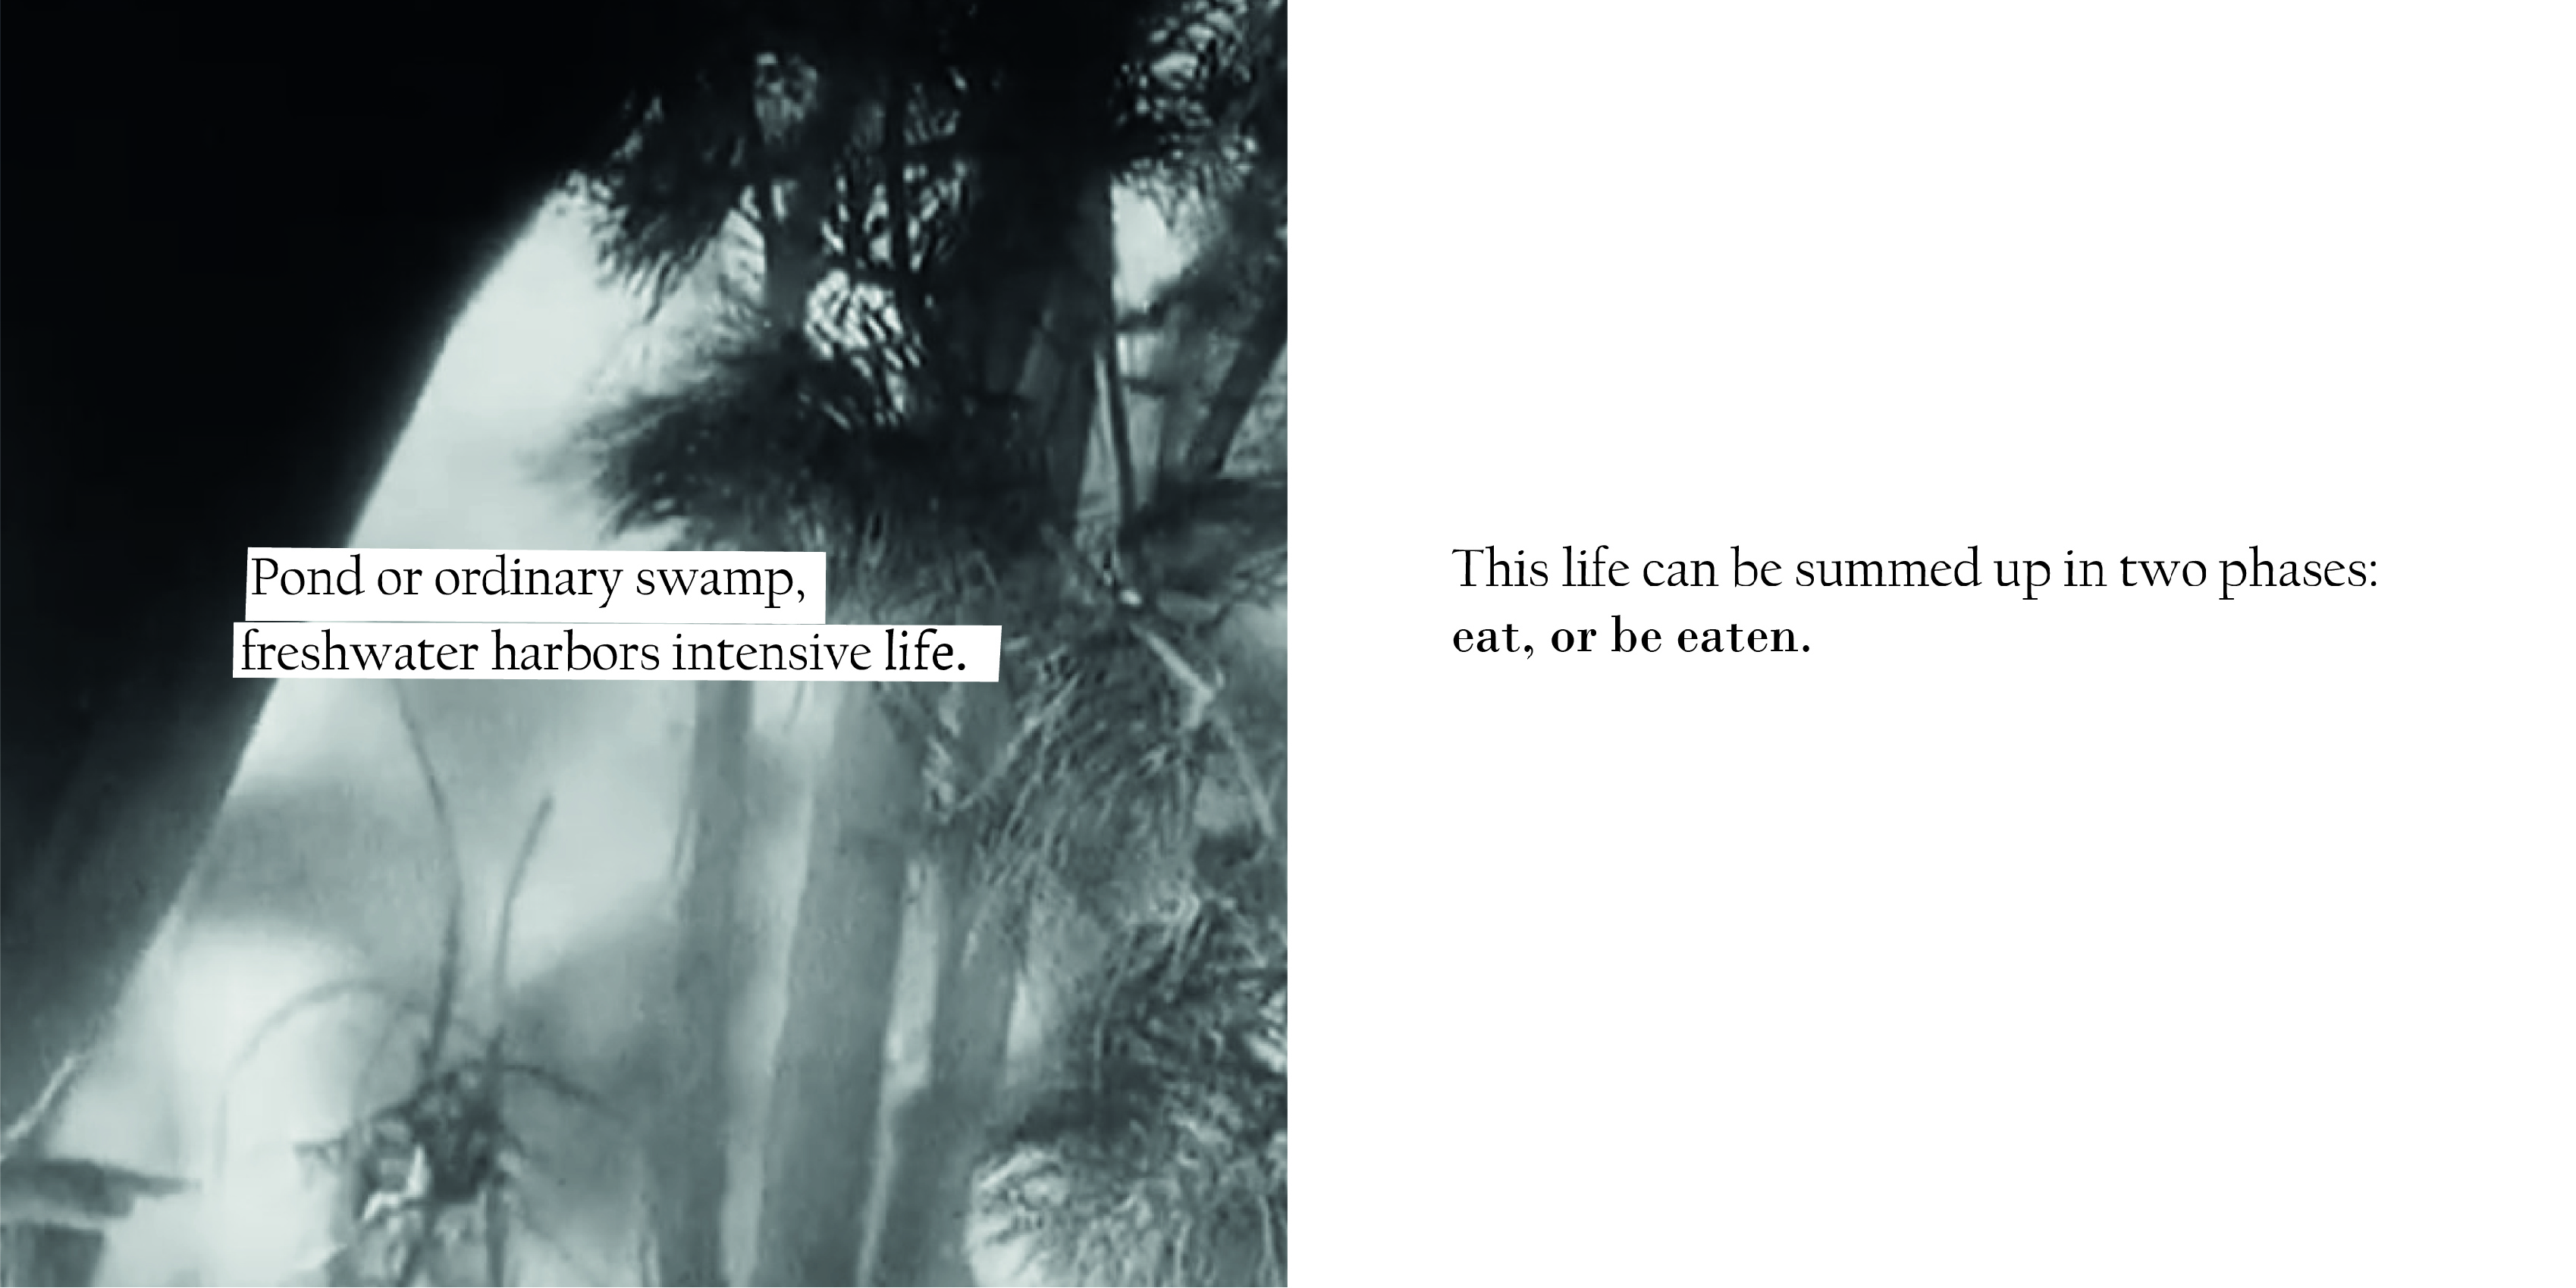 Pond or ordinary swamp,
freshwater harbors intensive life.
This life can be summed up in two phases:
eat, or be eaten.